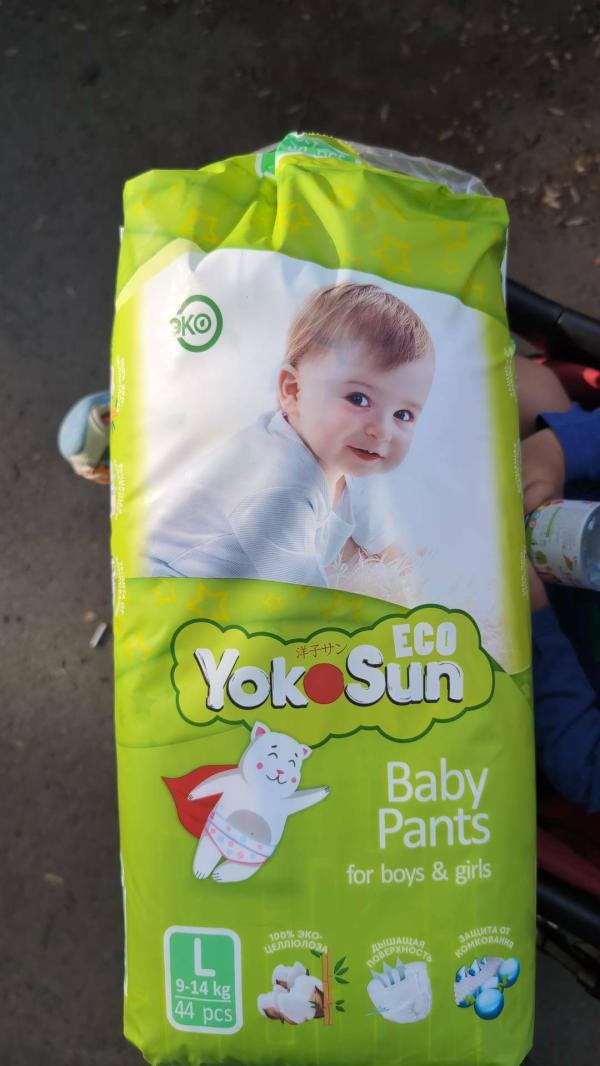 ЭКО
洋子サン
ECO
YokoSun
Baby
Pants
for boys & girls
L
9-14 kg
44 pcs
100% ЭКО-
ЦЕЛЛЮЛОЗА
ДЫШАЩАЯ
ПОВЕРХНОСТЬ
ЗАЩИТА ОТ
КОМКОВАНИЯ